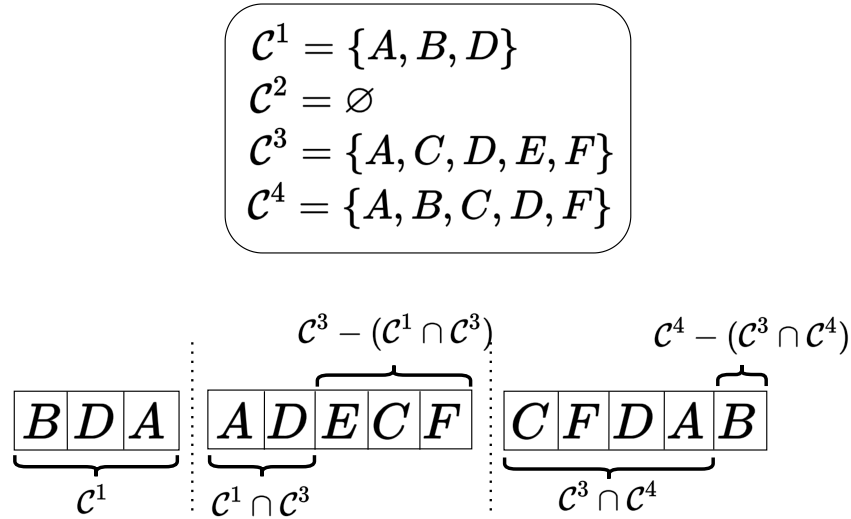 𝒞¹ = {A, B, D}
𝒞² = ∅
𝒞³ = {A, C, D, E, F}
𝒞⁴ = {A, B, C, D, F}
𝒞³ − (𝒞¹ ∩ 𝒞³)
𝒞⁴ − (𝒞³ ∩ 𝒞⁴)
B D A A D E C F C F D A B
𝒞¹
𝒞¹ ∩ 𝒞³
𝒞³ ∩ 𝒞⁴